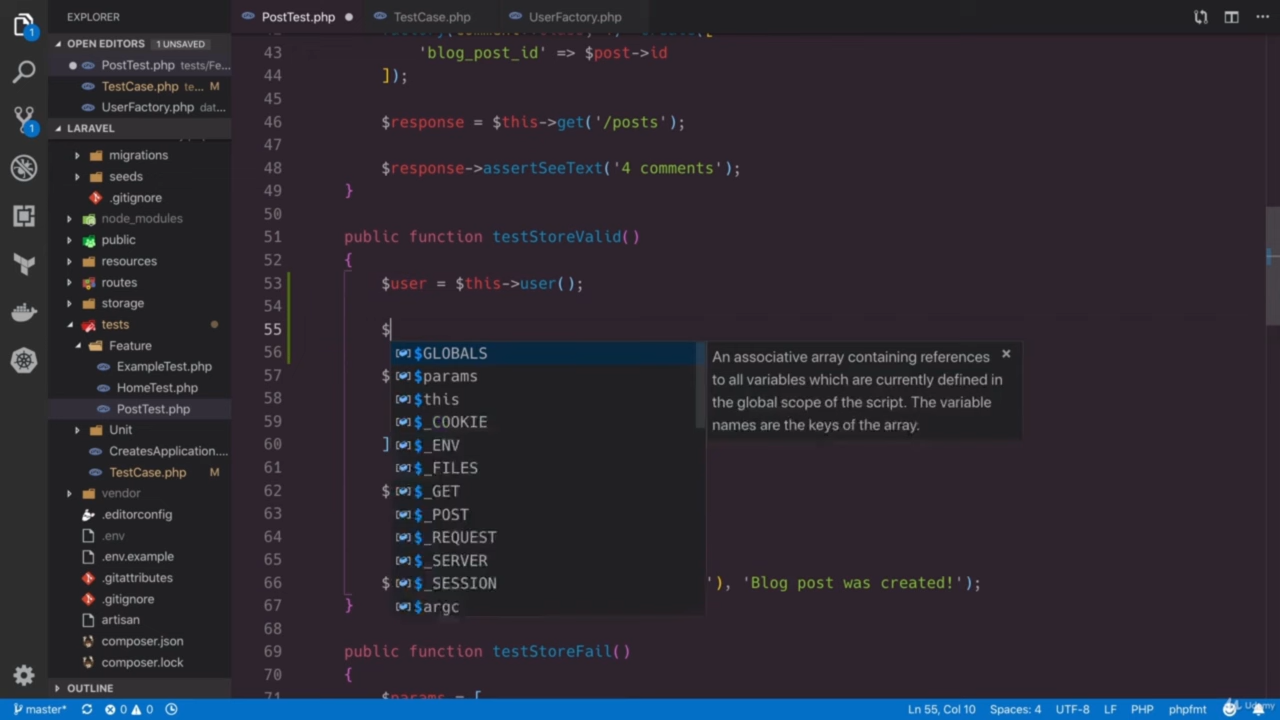 EXPLORER
PostTest.php
TestCase.php
UserFactory.php
OPEN EDITORS 1 UNSAVED
PostTest.php tests/Fe...
TestCase.php te... M
UserFactory.php dat...
LARAVEL
migrations
seeds
.gitignore
node_modules
public
resources
routes
storage
tests
Feature
ExampleTest.php
HomeTest.php
PostTest.php
Unit
CreatesApplication....
TestCase.php M
vendor
.editorconfig
.env
.env.example
.gitattributes
.gitignore
artisan
composer.json
composer.lock
OUTLINE
43 'blog_post_id' => $post->id
44 ]);
45
46 $response = $this->get('/posts');
47
48 $response->assertSeeText('4 comments');
49 }
50
51 public function testStoreValid()
52 {
53 $user = $this->user();
54
55 $
56
57 $
58
59
60 ]
61
62 $
63
64
65
66 $ '), 'Blog post was created!');
67 }
68
69 public function testStoreFail()
70 {
71 $params = [
$GLOBALS
$params
$this
$_COOKIE
$_ENV
$_FILES
$_GET
$_POST
$_REQUEST
$_SERVER
$_SESSION
$argc
An associative array containing references
to all variables which are currently defined in
the global scope of the script. The variable
names are the keys of the array.
1
1
master* 0 0 Ln 55, Col 10 Spaces: 4 UTF-8 LF PHP phpfmt
Udemy